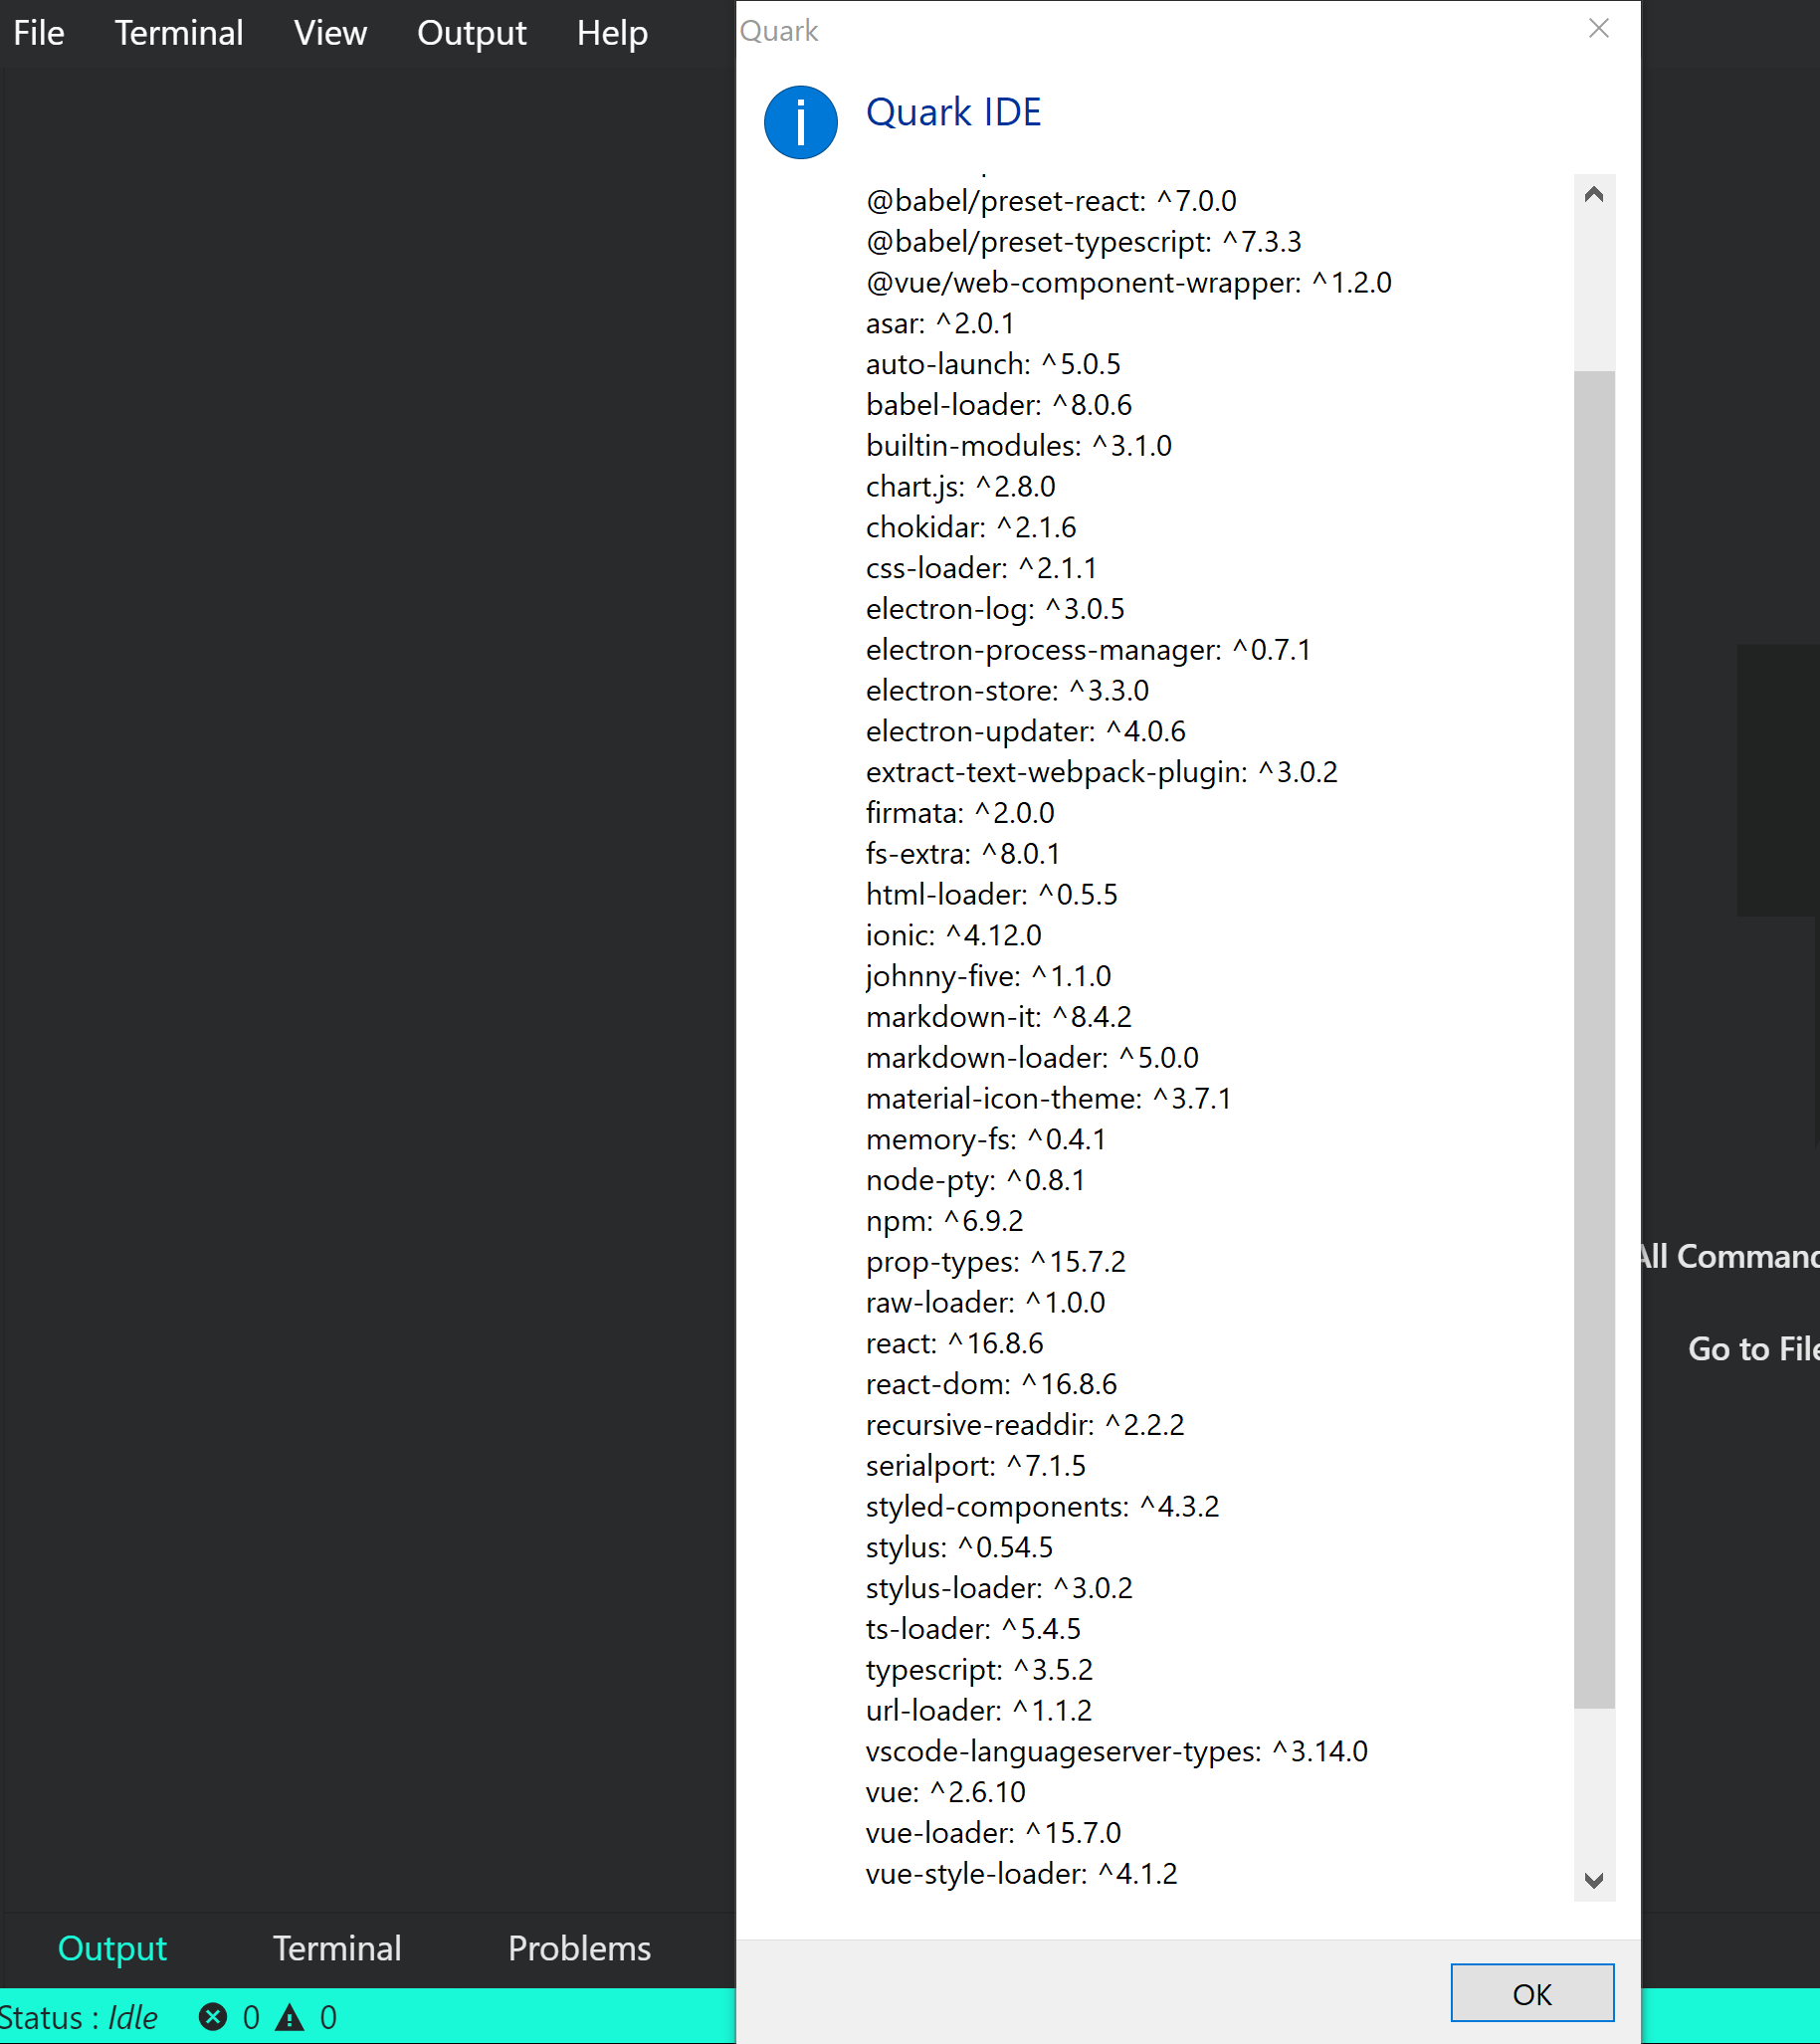 File Terminal View Output Help
Quark
Quark IDE
@babel/preset-react: ^7.0.0
@babel/preset-typescript: ^7.3.3
@vue/web-component-wrapper: ^1.2.0
asar: ^2.0.1
auto-launch: ^5.0.5
babel-loader: ^8.0.6
builtin-modules: ^3.1.0
chart.js: ^2.8.0
chokidar: ^2.1.6
css-loader: ^2.1.1
electron-log: ^3.0.5
electron-process-manager: ^0.7.1
electron-store: ^3.3.0
electron-updater: ^4.0.6
extract-text-webpack-plugin: ^3.0.2
firmata: ^2.0.0
fs-extra: ^8.0.1
html-loader: ^0.5.5
ionic: ^4.12.0
johnny-five: ^1.1.0
markdown-it: ^8.4.2
markdown-loader: ^5.0.0
material-icon-theme: ^3.7.1
memory-fs: ^0.4.1
node-pty: ^0.8.1
npm: ^6.9.2
prop-types: ^15.7.2
raw-loader: ^1.0.0
react: ^16.8.6
react-dom: ^16.8.6
recursive-readdir: ^2.2.2
serialport: ^7.1.5
styled-components: ^4.3.2
stylus: ^0.54.5
stylus-loader: ^3.0.2
ts-loader: ^5.4.5
typescript: ^3.5.2
url-loader: ^1.1.2
vscode-languageserver-types: ^3.14.0
vue: ^2.6.10
vue-loader: ^15.7.0
vue-style-loader: ^4.1.2
OK
All Command
Go to File
Output Terminal Problems
Status : Idle 0 0